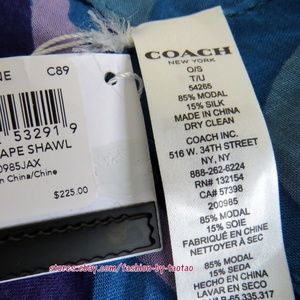 NE C89
53291 9
APE SHAWL
0985JAX
in China/Chine
$225.00
COACH
NEW YORK
O/S
T/U
54265
85% MODAL
15% SILK
MADE IN CHINA
DRY CLEAN
COACH INC.
516 W. 34TH STREET
NY, NY
888-262-6224
RN# 132154
CA# 57398
200985
85% MODAL
15% SOIE
FABRIQUÉ EN CHINE
NETTOYER À SEC
85% MODAL
15% SEDA
HECHO EN CHINA
LAVAR EN SECO
335,317
stores.ebay.com/fashion-by-taotao